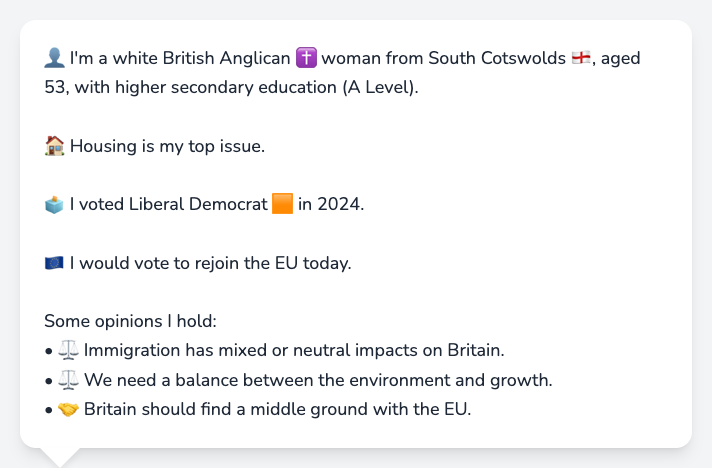 👤 I'm a white British Anglican ✝️ woman from South Cotswolds 🏴󠁧󠁢󠁥󠁮󠁧󠁿, aged
53, with higher secondary education (A Level).
🏠 Housing is my top issue.
🗳️ I voted Liberal Democrat 🟧 in 2024.
🇪🇺 I would vote to rejoin the EU today.
Some opinions I hold:
• ⚖️ Immigration has mixed or neutral impacts on Britain.
• ⚖️ We need a balance between the environment and growth.
• 🤝 Britain should find a middle ground with the EU.